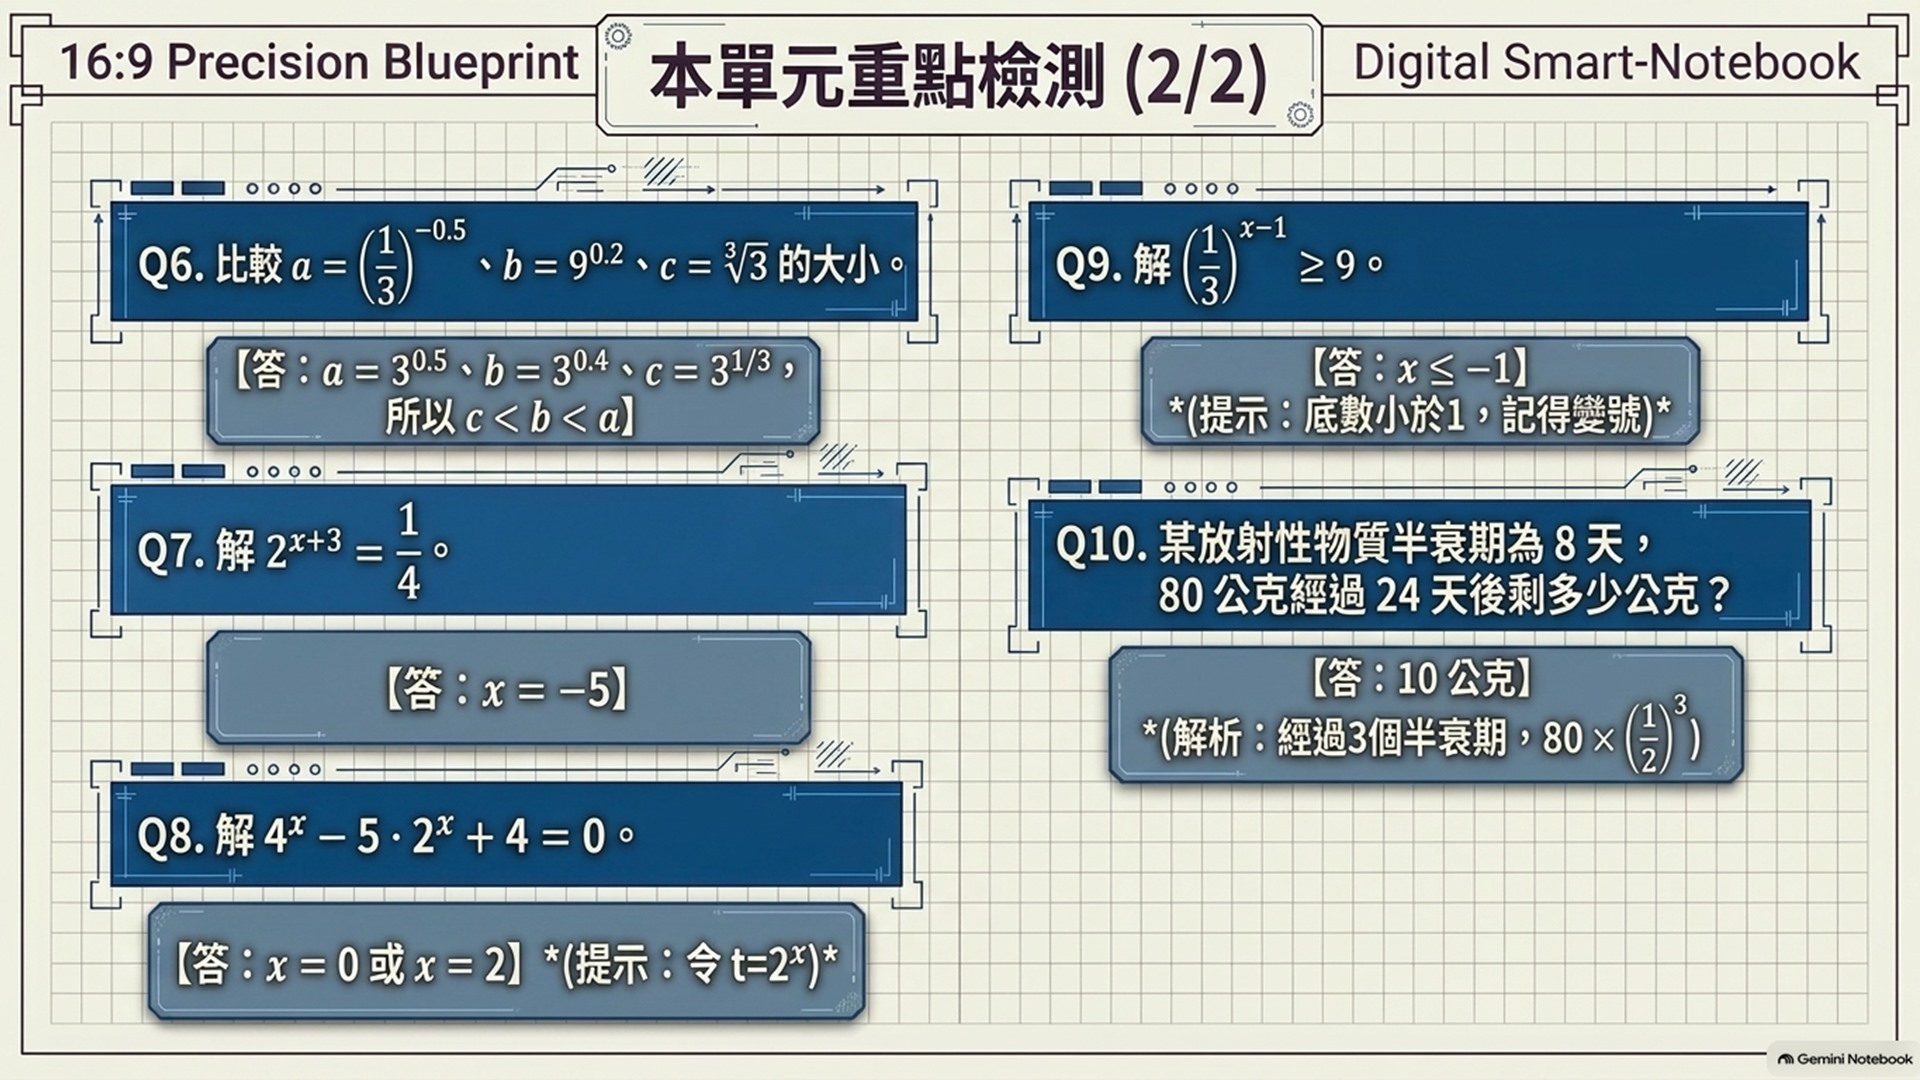 16:9 Precision Blueprint
本單元重點檢測 (2/2)
Digital Smart-Notebook
Q6. 比較 a = (1/3)^{-0.5}、b = 9^{0.2}、c = ∛3 的大小。
【答：a = 3^{0.5}、b = 3^{0.4}、c = 3^{1/3}，
所以 c < b < a】
Q7. 解 2^{x+3} = 1/4。
【答：x = −5】
Q8. 解 4^x − 5 · 2^x + 4 = 0。
【答：x = 0 或 x = 2】*(提示：令 t=2^x)*
Q9. 解 (1/3)^{x−1} ≥ 9。
【答：x ≤ −1】
*(提示：底數小於1，記得變號)*
Q10. 某放射性物質半衰期為 8 天，
80 公克經過 24 天後剩多少公克？
【答：10 公克】
*(解析：經過3個半衰期，80 × (1/2)^3)
Gemini Notebook